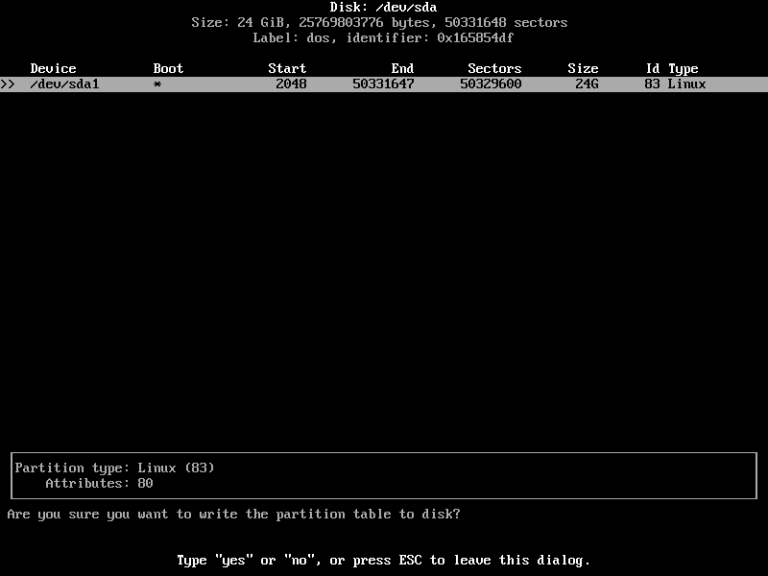 Disk: /dev/sda
Size: 24 GiB, 25769803776 bytes, 50331648 sectors
Label: dos, identifier: 0x165854df
Device Boot Start End Sectors Size Id Type
>> /dev/sda1 * 2048 50331647 50329600 24G 83 Linux
Partition type: Linux (83)
Attributes: 80
Are you sure you want to write the partition table to disk?
Type "yes" or "no", or press ESC to leave this dialog.